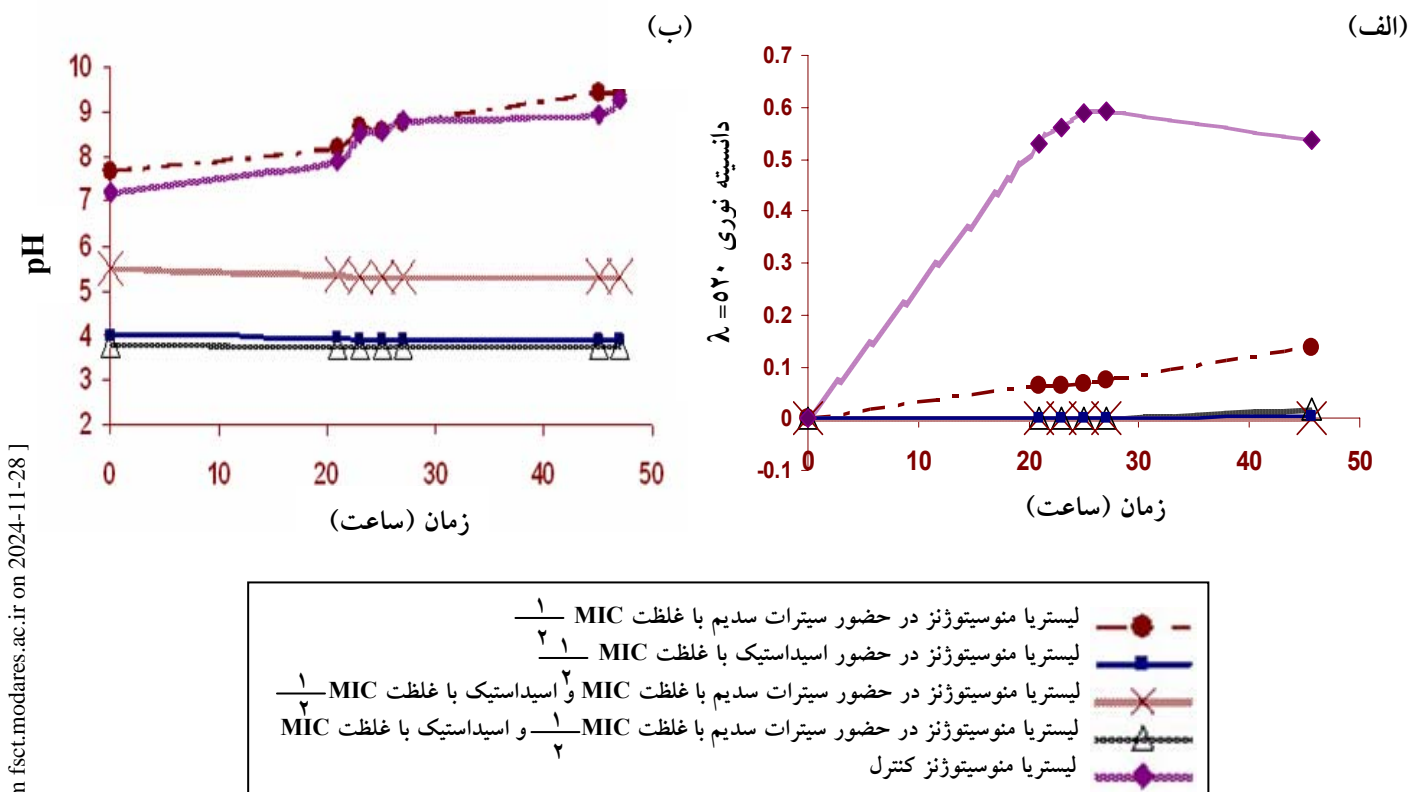 (الف)
(ب)
0.7
0.6
0.5
0.4
0.3
0.2
0.1
0
-0.1
دانسیته نوری ۵۲۰= λ
0 10 20 30 40 50
زمان (ساعت)
10
9
8
7
6
5
4
3
2
pH
0 10 20 30 40 50
زمان (ساعت)
لیستریا منوسیتوژنز در حضور سیترات سدیم با غلظت MIC ۱/۲
لیستریا منوسیتوژنز در حضور اسیداستیک با غلظت MIC ۱/۲
لیستریا منوسیتوژنز در حضور سیترات سدیم با غلظت MIC و اسیداستیک با غلظت MIC ۱/۲
لیستریا منوسیتوژنز در حضور سیترات سدیم با غلظت MIC ۱/۲ و اسیداستیک با غلظت MIC
لیستریا منوسیتوژنز کنترل
fsct.modares.ac.ir on 2024-11-28 ]